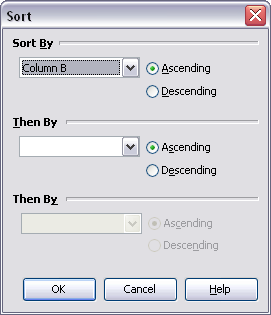 Sort
Sort By
Column B
Ascending
Descending
Then By
Ascending
Descending
Then By
Ascending
Descending
OK Cancel Help